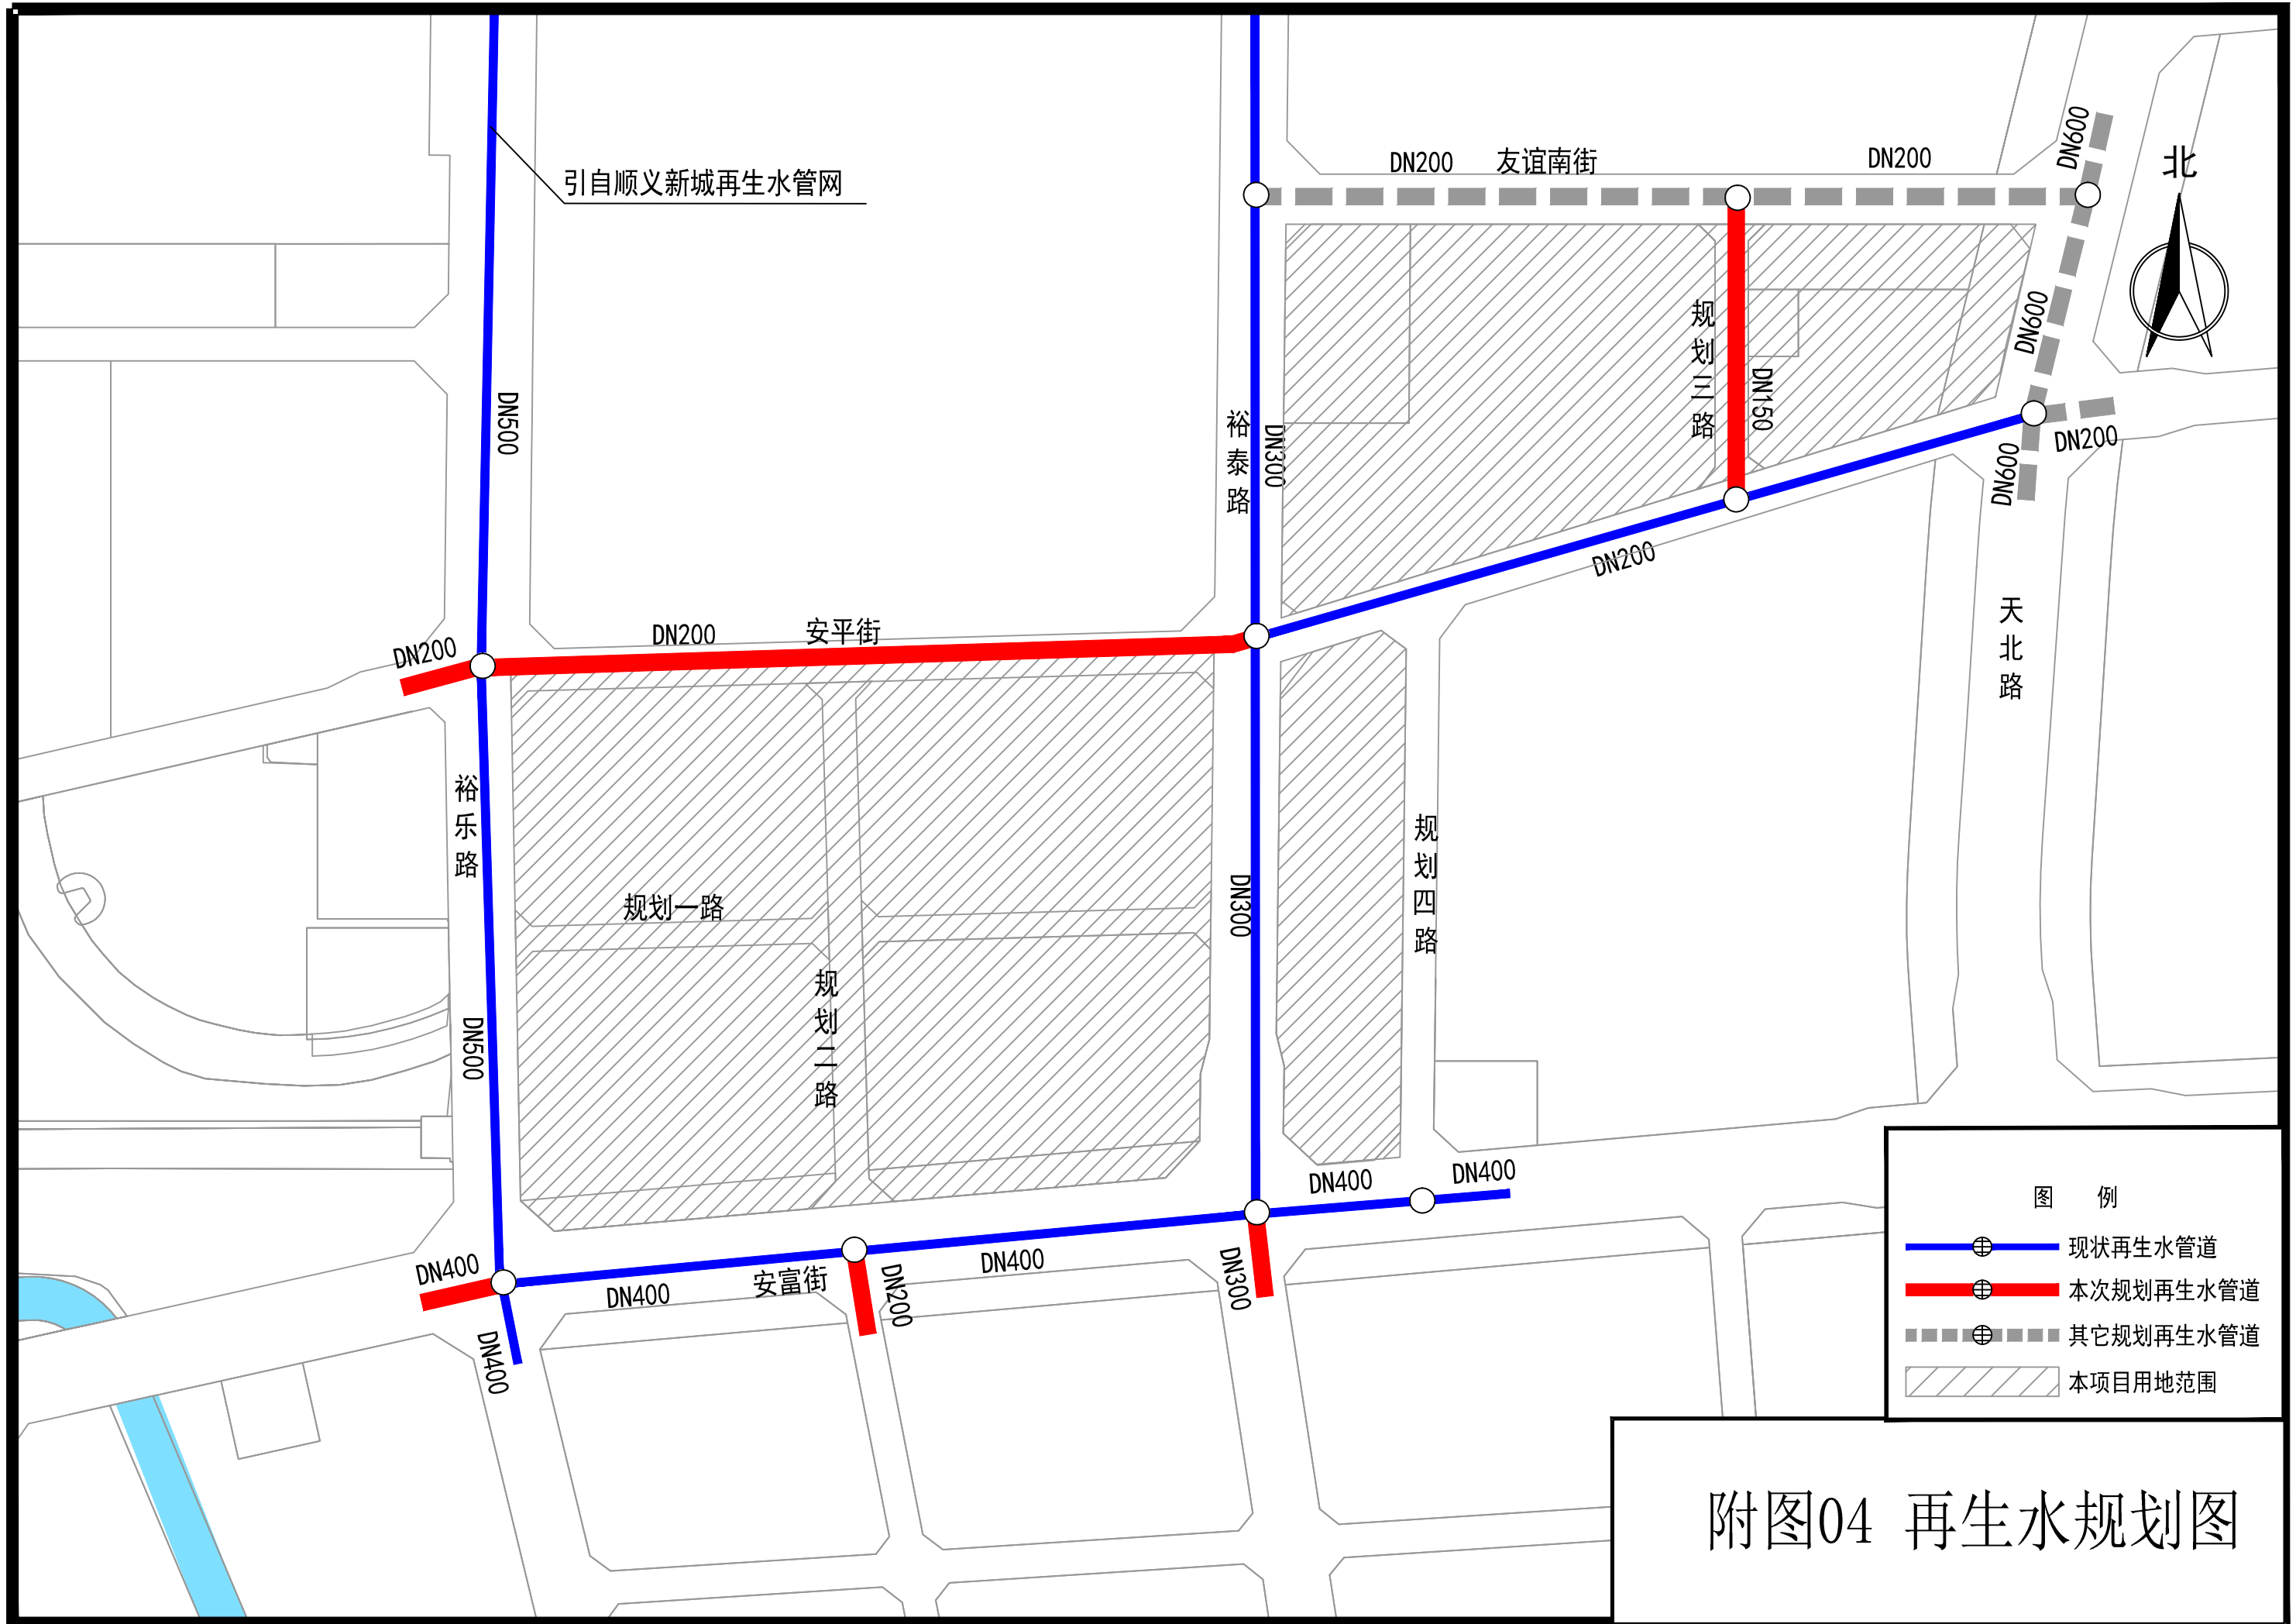 DN600
北
DN200
友谊南街
DN200
引自顺义新城再生水管网
规划三路
DN600
DN500
DN150
裕泰路
DN300
DN200
DN600
DN200
天北路
DN200
DN200
安平街
裕乐路
规划四路
DN300
规划一路
规划二路
DN500
DN400
DN400
图 例
现状再生水管道
DN400
DN400
DN400
安富街
DN200
DN300
本次规划再生水管道
DN400
其它规划再生水管道
本项目用地范围
附图04 再生水规划图